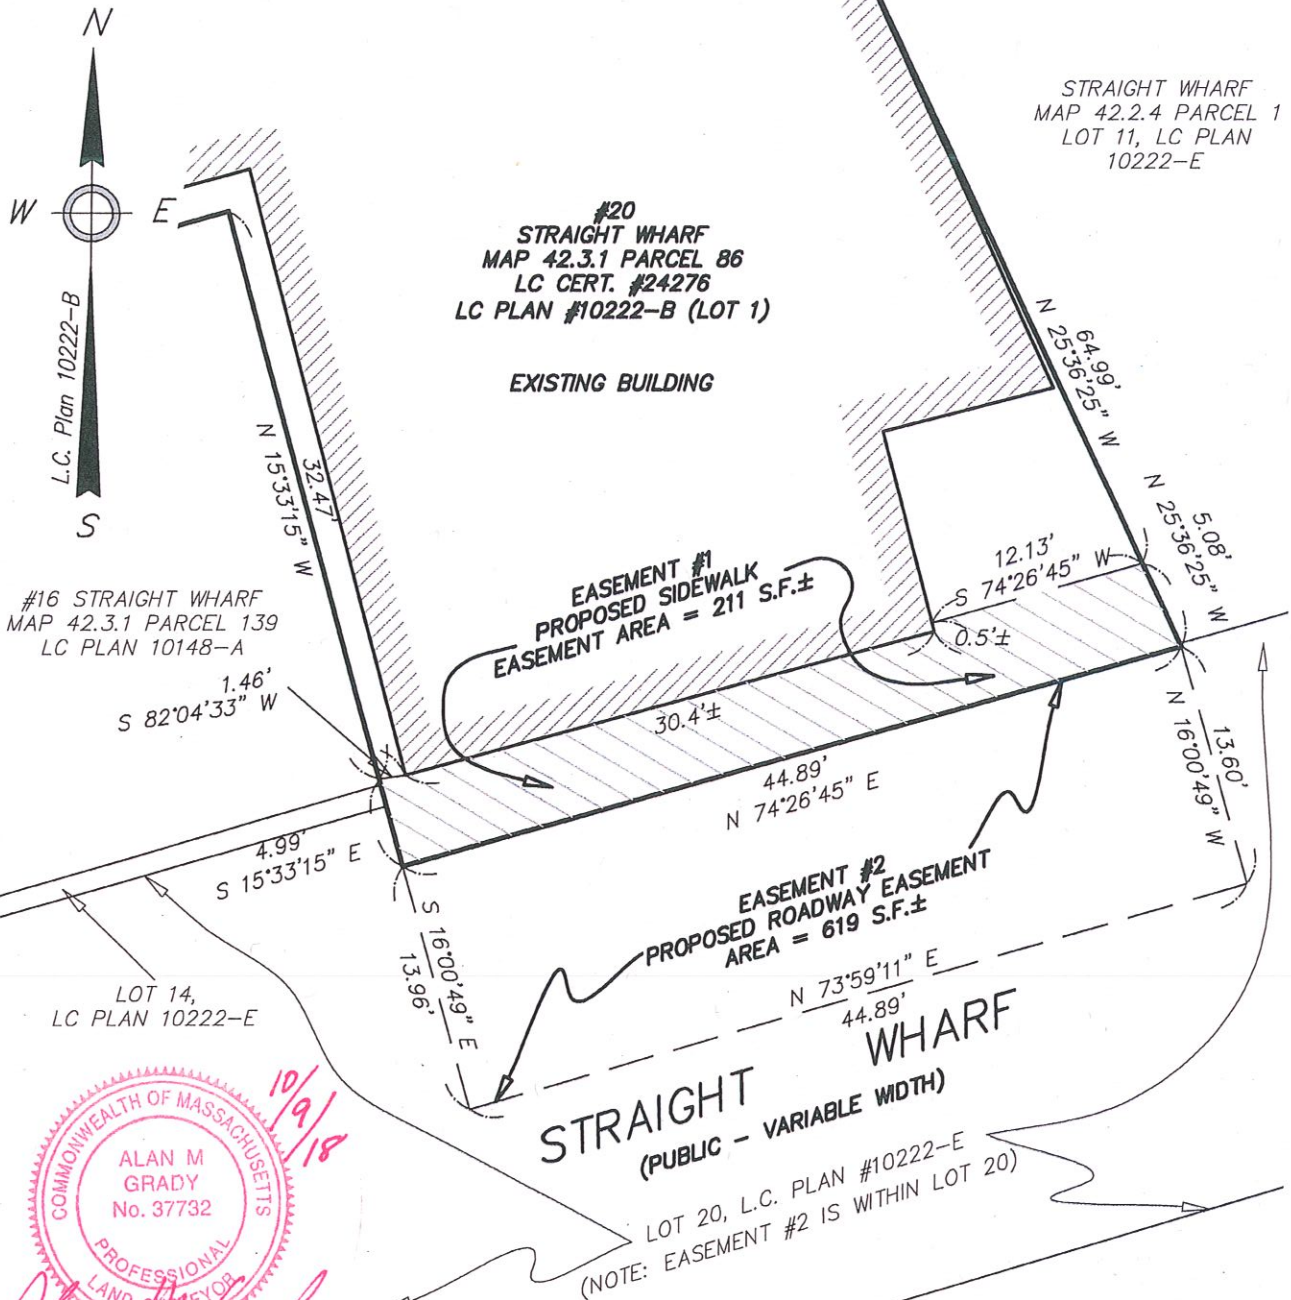 N
W
E
S
L.C. Plan 10222-B
STRAIGHT WHARF
MAP 42.2.4 PARCEL 1
LOT 11, LC PLAN
10222-E
#20
STRAIGHT WHARF
MAP 42.3.1 PARCEL 86
LC CERT. #24276
LC PLAN #10222-B (LOT 1)
EXISTING BUILDING
64.99'
N 25°36'25" W
32.47'
N 15°33'15" W
5.08'
N 25°36'25" W
12.13'
S 74°26'45" W
0.5'±
EASEMENT #1
PROPOSED SIDEWALK
EASEMENT AREA = 211 S.F.±
#16 STRAIGHT WHARF
MAP 42.3.1 PARCEL 139
LC PLAN 10148-A
1.46'
S 82°04'33" W
30.4'±
44.89'
N 74°26'45" E
13.60'
N 16°00'49" W
4.99'
S 15°33'15" E
EASEMENT #2
PROPOSED ROADWAY EASEMENT
AREA = 619 S.F.±
S 16°00'49" E
13.96'
N 73°59'11" E
44.89'
LOT 14,
LC PLAN 10222-E
STRAIGHT WHARF
(PUBLIC - VARIABLE WIDTH)
LOT 20, L.C. PLAN #10222-E
(NOTE: EASEMENT #2 IS WITHIN LOT 20)
10/9/18
COMMONWEALTH OF MASSACHUSETTS
ALAN M
GRADY
No. 37732
PROFESSIONAL
LAND SURVEYOR